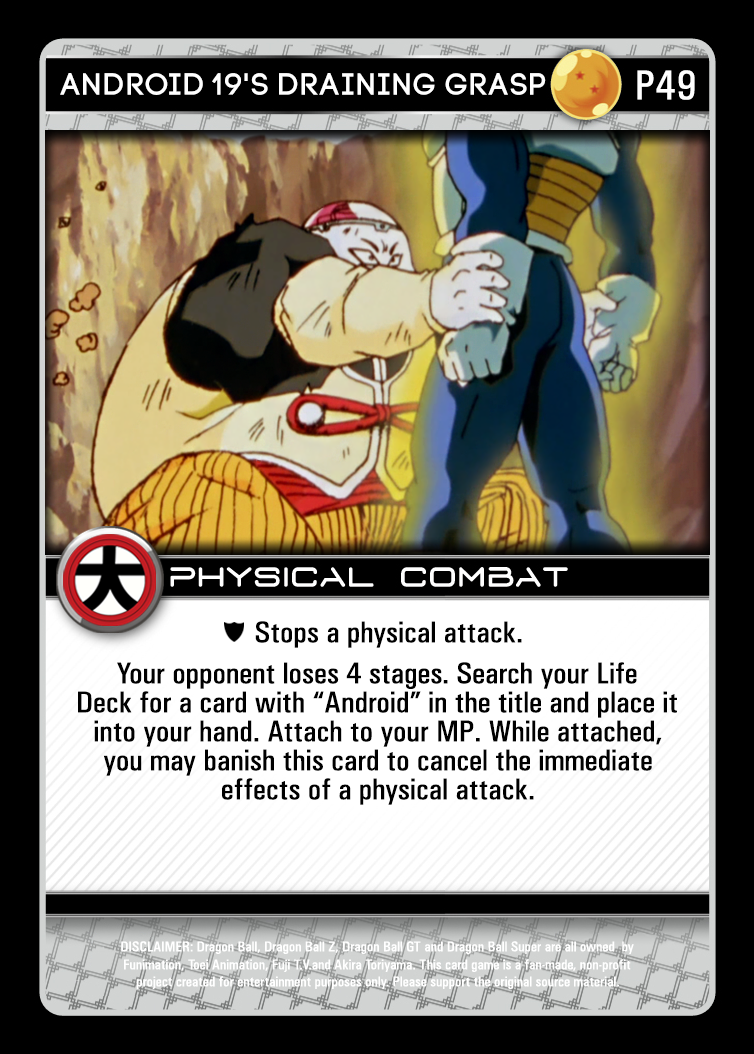 ANDROID 19'S DRAINING GRASP P49
大 PHYSICAL COMBAT
Stops a physical attack.
Your opponent loses 4 stages. Search your Life
Deck for a card with “Android” in the title and place it
into your hand. Attach to your MP. While attached,
you may banish this card to cancel the immediate
effects of a physical attack.
DISCLAIMER: Dragon Ball, Dragon Ball Z, Dragon Ball GT and Dragon Ball Super are all owned by
Funimation, Toei Animation, Fuji T.V.and Akira Toriyama. This card game is a fan-made, non-profit
project created for entertainment purposes only. Please support the original source material.